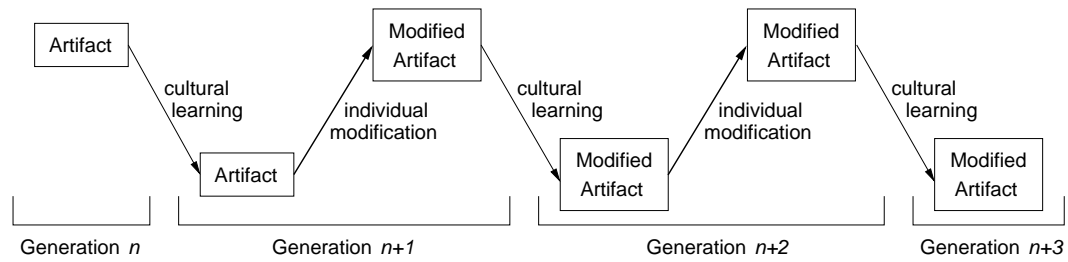 Artifact
cultural
learning
Artifact
individual
modification
Modified
Artifact
cultural
learning
Modified
Artifact
individual
modification
Modified
Artifact
cultural
learning
Modified
Artifact
Generation n
Generation n+1
Generation n+2
Generation n+3